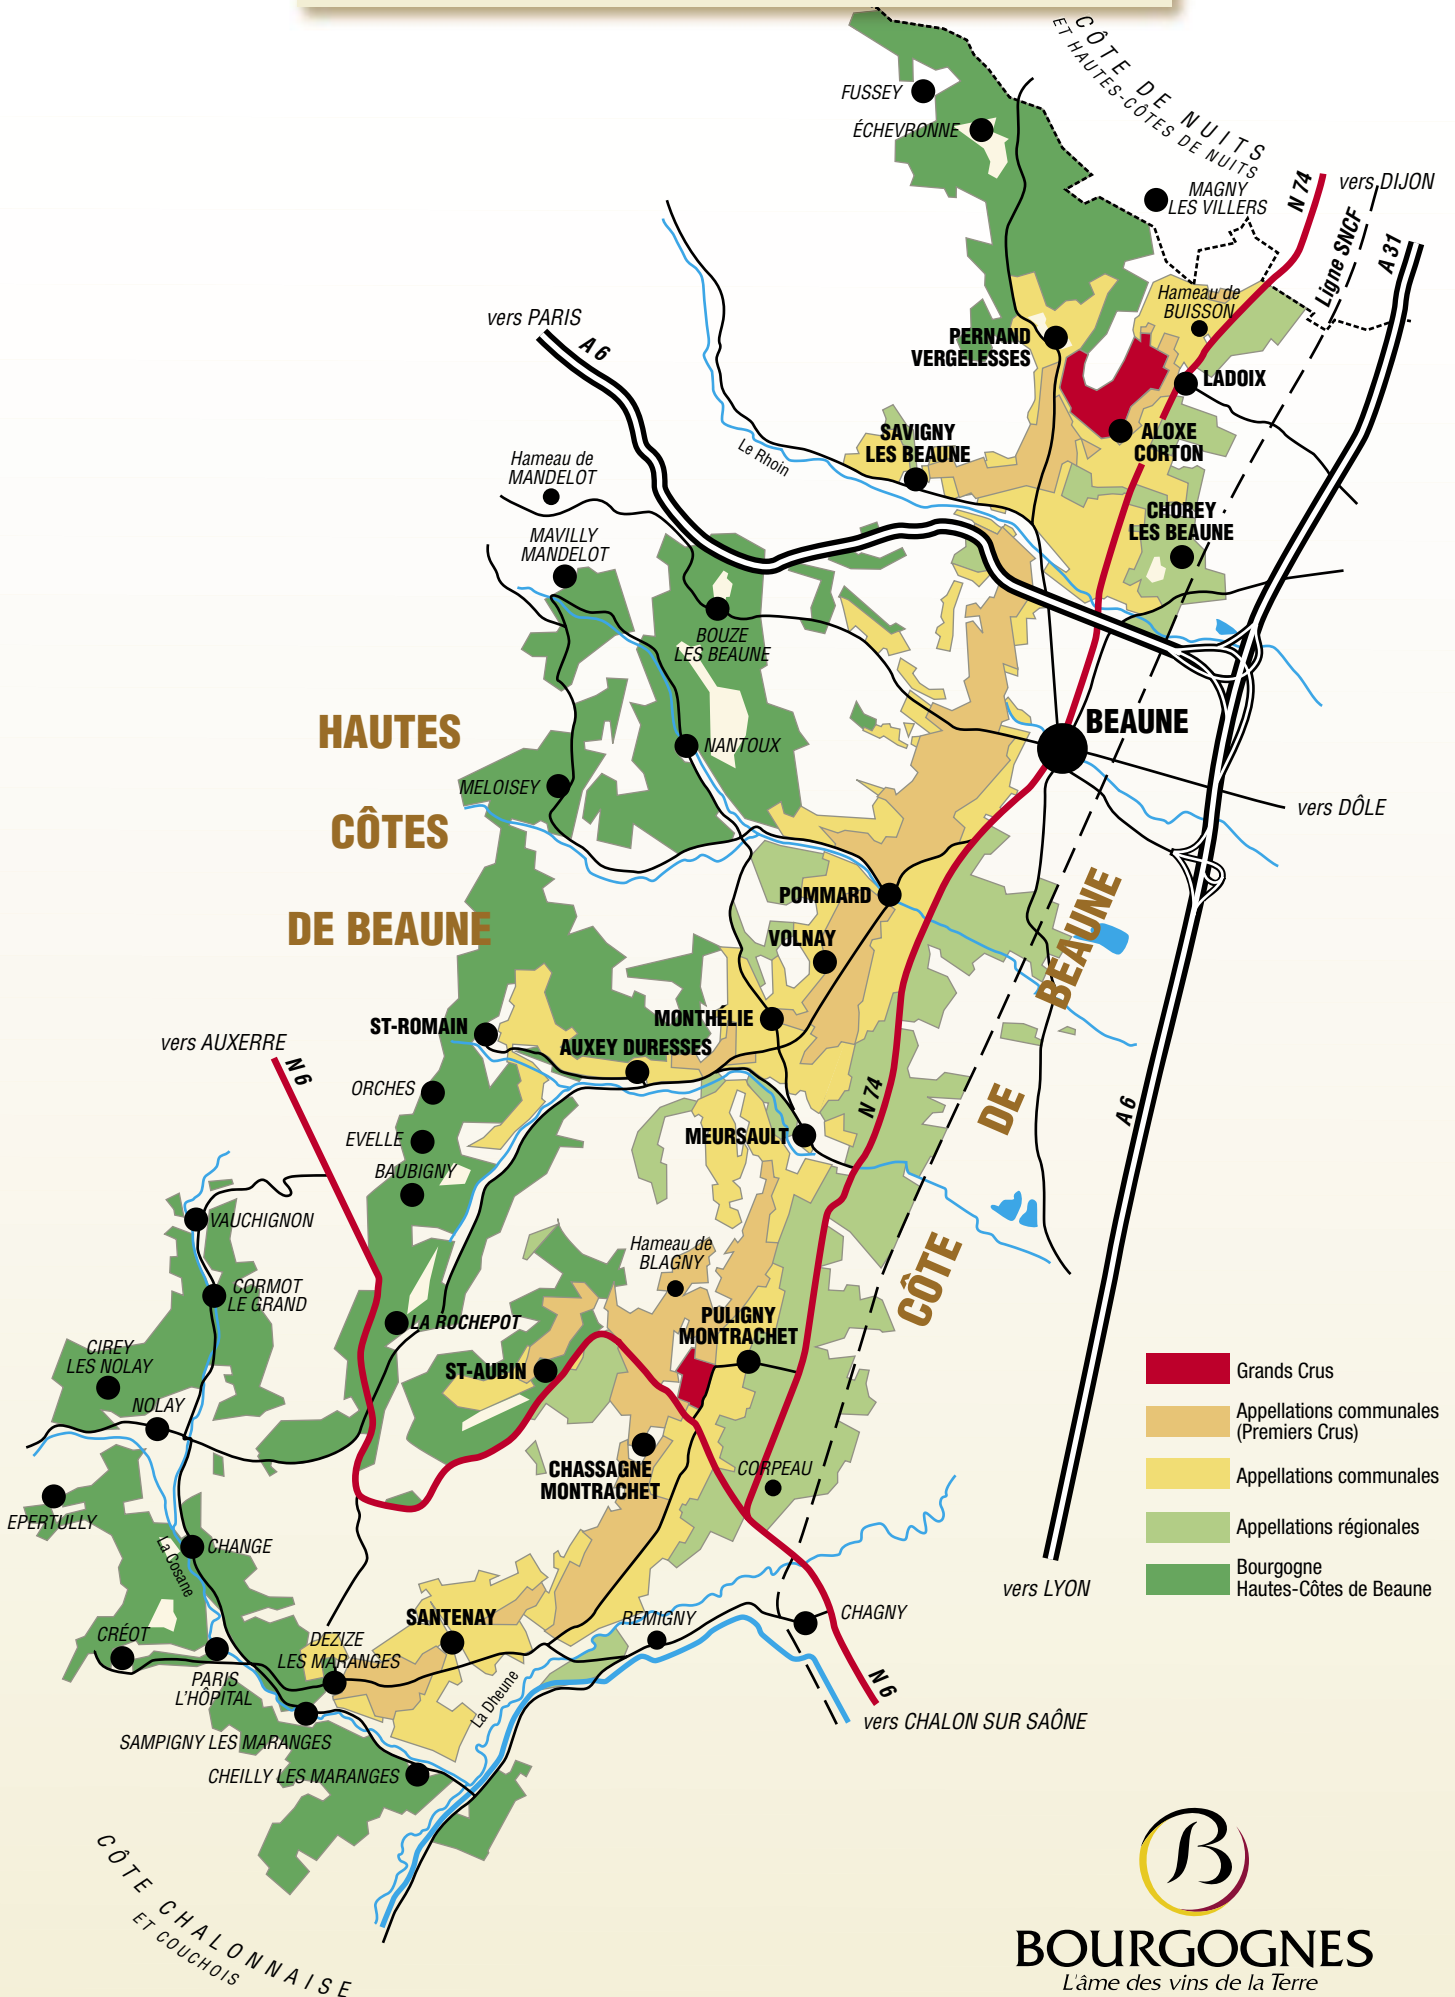 CÔTE DE NUITS
ET HAUTES-CÔTES DE NUITS
FUSSEY
ÉCHEVRONNE
MAGNY
LES VILLERS
N 74
vers DIJON
Ligne SNCF
A 31
Hameau de
BUISSON
vers PARIS
A 6
PERNAND
VERGELESSES
LADOIX
SAVIGNY
LES BEAUNE
ALOXE
CORTON
Le Rhoin
Hameau de
MANDELOT
CHOREY
LES BEAUNE
MAVILLY
MANDELOT
BOUZE
LES BEAUNE
HAUTES
CÔTES
DE BEAUNE
NANTOUX
BEAUNE
MELOISEY
vers DÔLE
POMMARD
VOLNAY
CÔTE DE BEAUNE
ST-ROMAIN
MONTHÉLIE
AUXEY DURESSES
vers AUXERRE
N 6
ORCHES
N 74
A 6
EVELLE
MEURSAULT
BAUBIGNY
VAUCHIGNON
Hameau de
BLAGNY
CORMOT
LE GRAND
LA ROCHEPOT
PULIGNY
MONTRACHET
CIREY
LES NOLAY
ST-AUBIN
NOLAY
CHASSAGNE
MONTRACHET
CORPEAU
EPERTULLY
CHANGE
La Cosane
vers LYON
SANTENAY
REMIGNY
CHAGNY
CRÉOT
DEZIZE
LES MARANGES
PARIS
L'HÔPITAL
La Dheune
N 6
vers CHALON SUR SAÔNE
SAMPIGNY LES MARANGES
CHEILLY LES MARANGES
CÔTE CHALONNAISE
ET COUCHOIS
Grands Crus
Appellations communales
(Premiers Crus)
Appellations communales
Appellations régionales
Bourgogne
Hautes-Côtes de Beaune
B
BOURGOGNES
L'âme des vins de la Terre